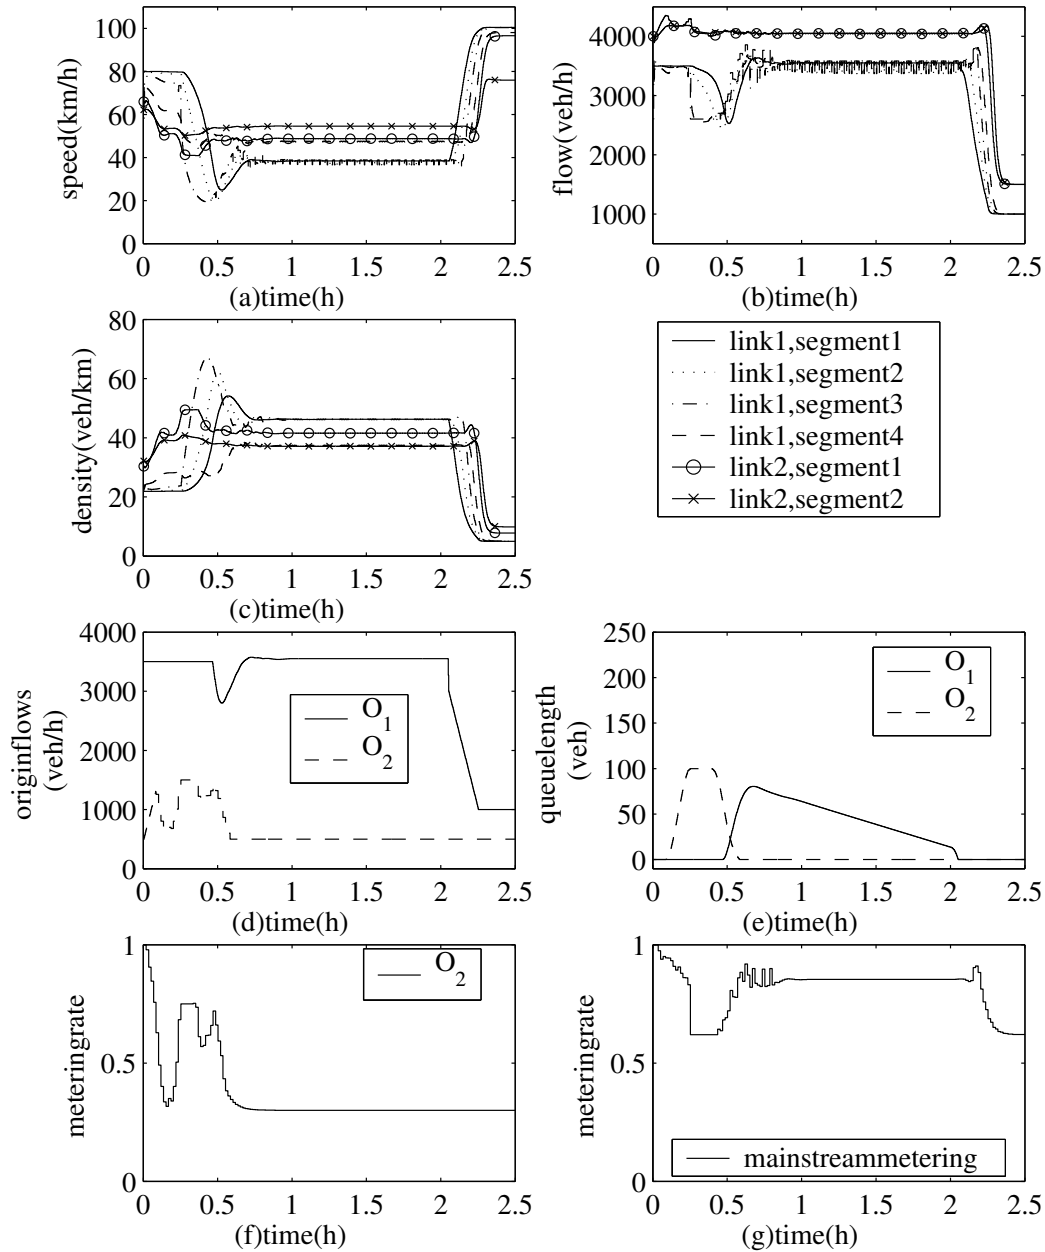 100
80
60
40
20
0
speed(km/h)
0 0.5 1 1.5 2 2.5
(a)time(h)
4000
3000
2000
1000
flow(veh/h)
0 0.5 1 1.5 2 2.5
(b)time(h)
80
60
40
20
0
density(veh/km)
0 0.5 1 1.5 2 2.5
(c)time(h)
link1,segment1
link1,segment2
link1,segment3
link1,segment4
link2,segment1
link2,segment2
4000
3000
2000
1000
0
originflows
(veh/h)
O1
O2
0 0.5 1 1.5 2 2.5
(d)time(h)
250
200
150
100
50
0
queuelength
(veh)
O1
O2
0 0.5 1 1.5 2 2.5
(e)time(h)
1
0.5
0
meteringrate
O2
0 0.5 1 1.5 2 2.5
(f)time(h)
1
0.5
0
meteringrate
mainstreammetering
0 0.5 1 1.5 2 2.5
(g)time(h)